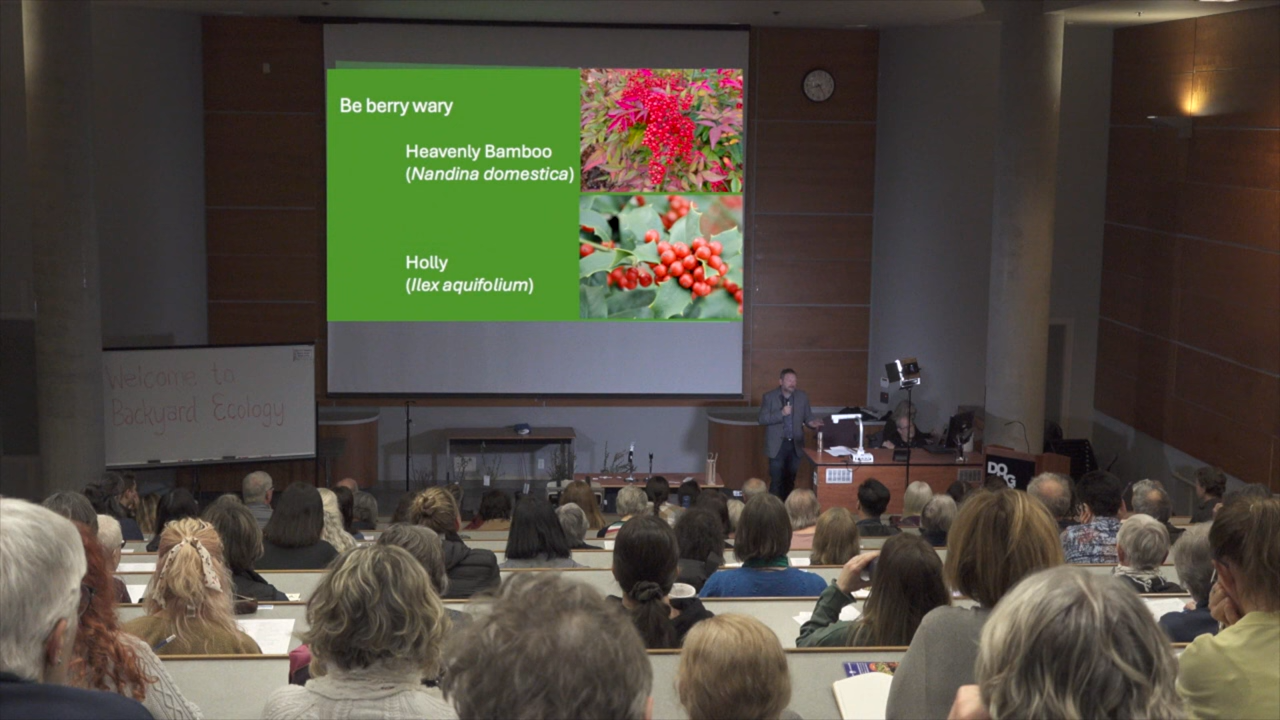 Be berry wary
Heavenly Bamboo
(Nandina domestica)
Holly
(Ilex aquifolium)
Welcome to
Backyard Ecology